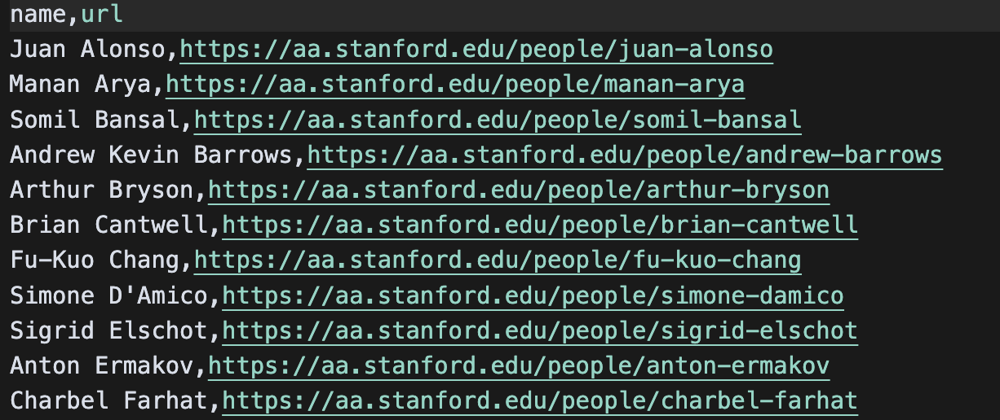 name,url
Juan Alonso,https://aa.stanford.edu/people/juan-alonso
Manan Arya,https://aa.stanford.edu/people/manan-arya
Somil Bansal,https://aa.stanford.edu/people/somil-bansal
Andrew Kevin Barrows,https://aa.stanford.edu/people/andrew-barrows
Arthur Bryson,https://aa.stanford.edu/people/arthur-bryson
Brian Cantwell,https://aa.stanford.edu/people/brian-cantwell
Fu-Kuo Chang,https://aa.stanford.edu/people/fu-kuo-chang
Simone D'Amico,https://aa.stanford.edu/people/simone-damico
Sigrid Elschot,https://aa.stanford.edu/people/sigrid-elschot
Anton Ermakov,https://aa.stanford.edu/people/anton-ermakov
Charbel Farhat,https://aa.stanford.edu/people/charbel-farhat